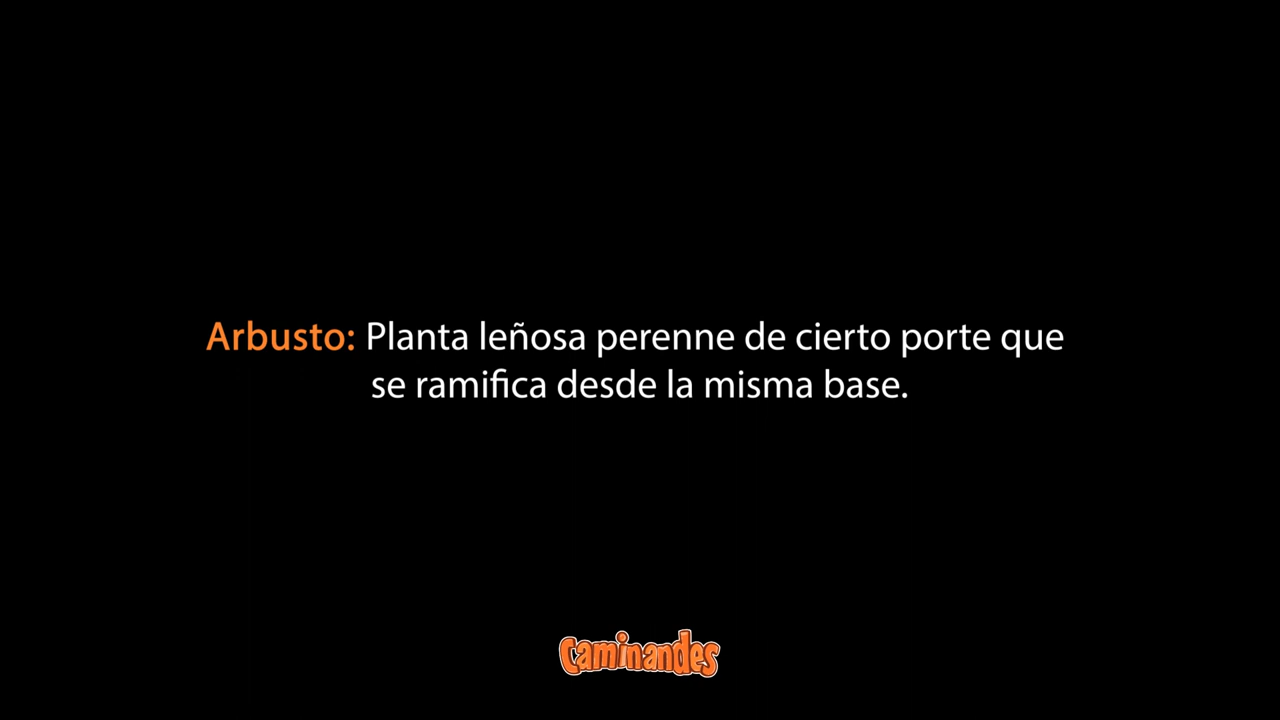 Arbusto: Planta leñosa perenne de cierto porte que
se ramifica desde la misma base.
Caminandes